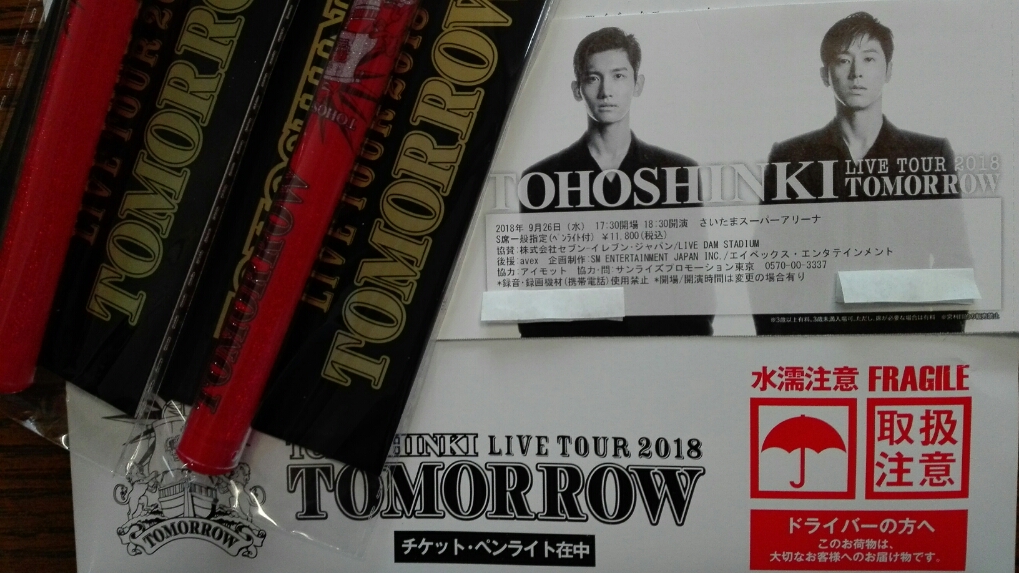 LIVE TOUR 20
TOMORRO
TOMORROW
TOHOS
LIVE TOUR 2018
TOMORROW
TOHOSHINKI LIVE TOUR 2018
TOMORROW
2018年 9月26日（水） 17:30開場 18:30開演 さいたまスーパーアリーナ
S席一般指定(ﾍﾟﾝﾗｲﾄ付) ￥11,800(税込)
協賛:株式会社セブン-イレブン・ジャパン/LIVE DAM STADIUM
後援 avex 企画制作:SM ENTERTAINMENT JAPAN INC./エイベックス・エンタテインメント
協力:アイモット 協力・問:サンライズプロモーション東京 0570-00-3337
*録音・録画機材(携帯電話)使用禁止 *開場/開演時間は変更の場合有り
TOHOSHINKI LIVE TOUR 2018
TOMORROW
チケット・ペンライト在中
TOMORROW
水濡注意 FRAGILE
取扱
注意
ドライバーの方へ
このお荷物は、
大切なお客様へのお届け物です。